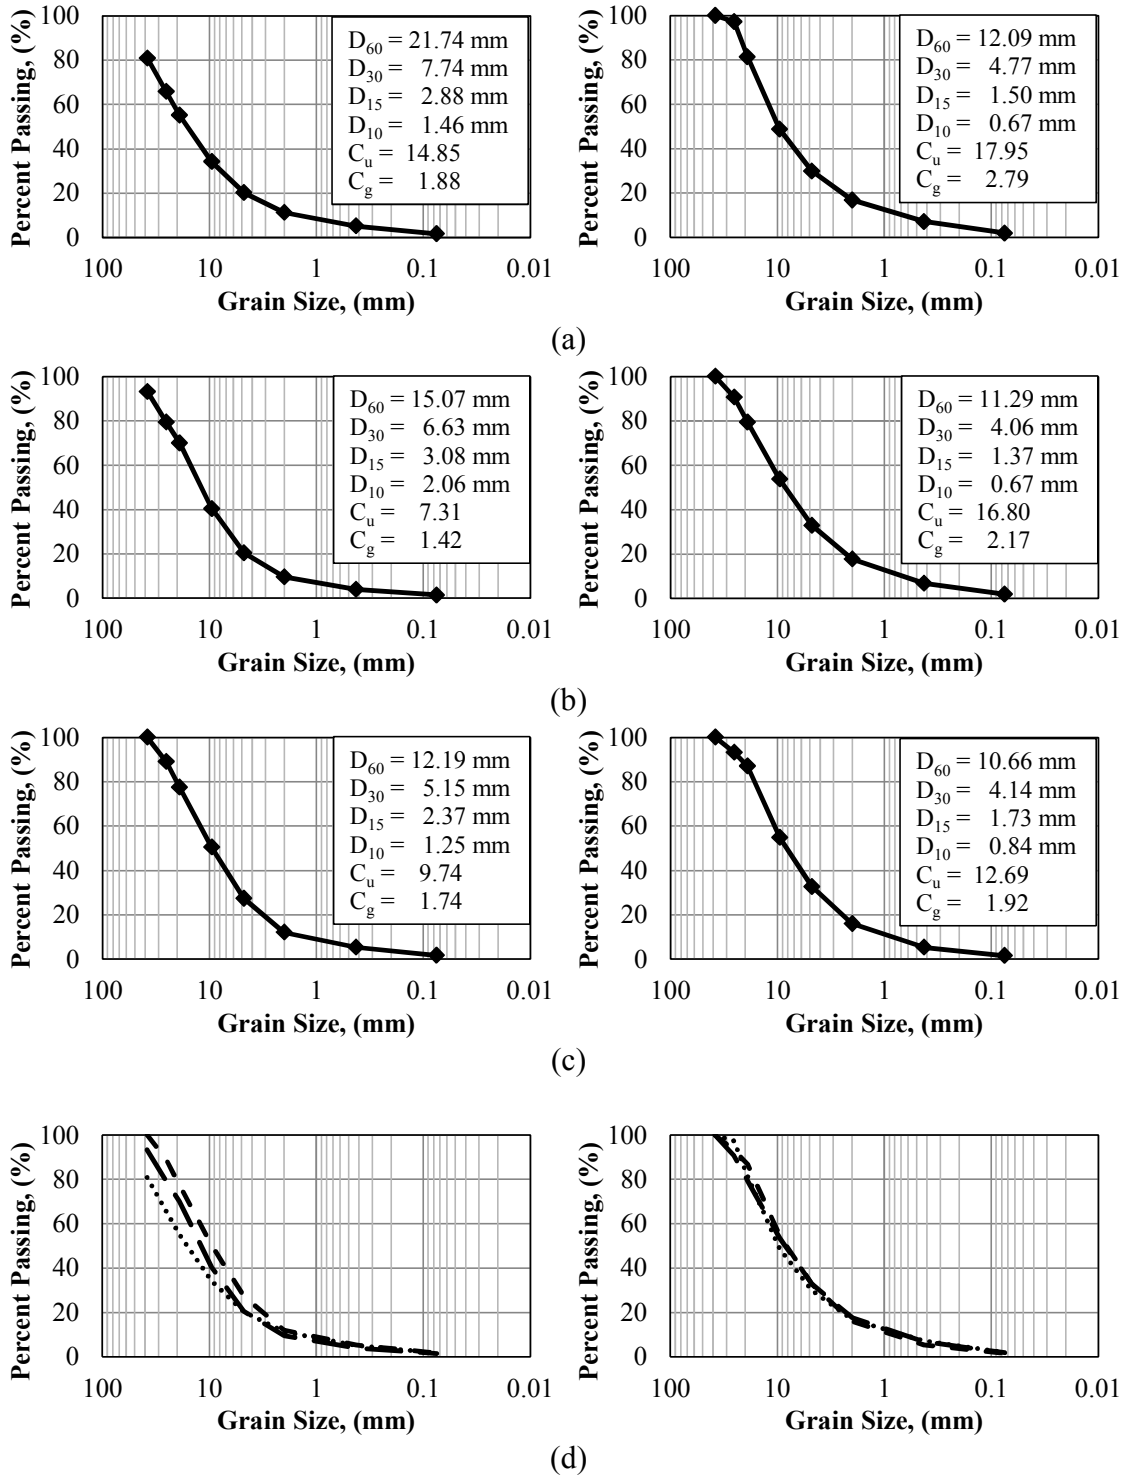 Percent Passing, (%)
100
80
60
40
20
0
D60 = 21.74 mm
D30 = 7.74 mm
D15 = 2.88 mm
D10 = 1.46 mm
Cu = 14.85
Cg = 1.88
100 10 1 0.1 0.01
Grain Size, (mm)
Percent Passing, (%)
100
80
60
40
20
0
D60 = 12.09 mm
D30 = 4.77 mm
D15 = 1.50 mm
D10 = 0.67 mm
Cu = 17.95
Cg = 2.79
100 10 1 0.1 0.01
Grain Size, (mm)
(a)
Percent Passing, (%)
100
80
60
40
20
0
D60 = 15.07 mm
D30 = 6.63 mm
D15 = 3.08 mm
D10 = 2.06 mm
Cu = 7.31
Cg = 1.42
100 10 1 0.1 0.01
Grain Size, (mm)
Percent Passing, (%)
100
80
60
40
20
0
D60 = 11.29 mm
D30 = 4.06 mm
D15 = 1.37 mm
D10 = 0.67 mm
Cu = 16.80
Cg = 2.17
100 10 1 0.1 0.01
Grain Size, (mm)
(b)
Percent Passing, (%)
100
80
60
40
20
0
D60 = 12.19 mm
D30 = 5.15 mm
D15 = 2.37 mm
D10 = 1.25 mm
Cu = 9.74
Cg = 1.74
100 10 1 0.1 0.01
Grain Size, (mm)
Percent Passing, (%)
100
80
60
40
20
0
D60 = 10.66 mm
D30 = 4.14 mm
D15 = 1.73 mm
D10 = 0.84 mm
Cu = 12.69
Cg = 1.92
100 10 1 0.1 0.01
Grain Size, (mm)
(c)
Percent Passing, (%)
100
80
60
40
20
0
100 10 1 0.1 0.01
Grain Size, (mm)
Percent Passing, (%)
100
80
60
40
20
0
100 10 1 0.1 0.01
Grain Size, (mm)
(d)